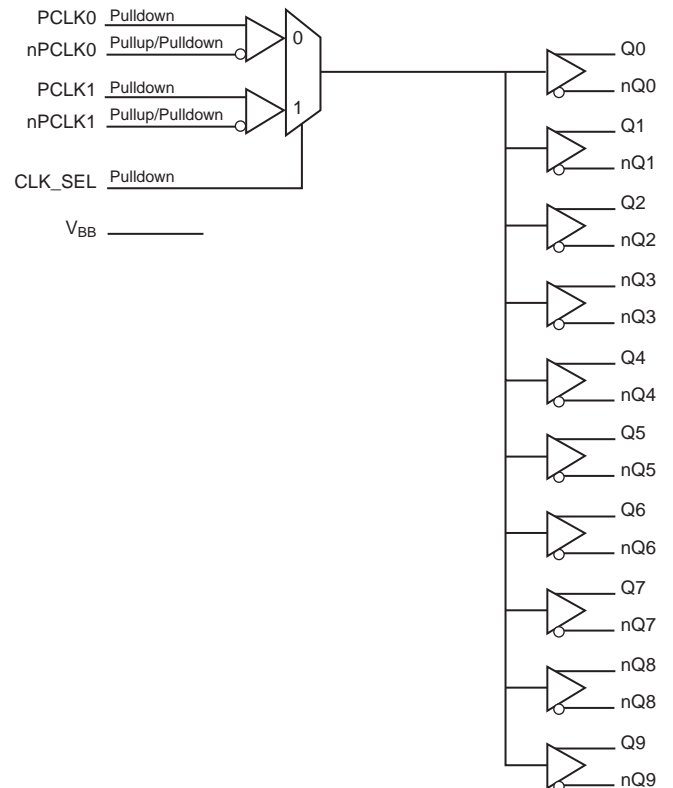 PCLK0 Pulldown
nPCLK0 Pullup/Pulldown
0
PCLK1 Pulldown
nPCLK1 Pullup/Pulldown
1
CLK_SEL Pulldown
VBB
Q0
nQ0
Q1
nQ1
Q2
nQ2
nQ3
nQ3
Q4
nQ4
Q5
nQ5
Q6
nQ6
Q7
nQ7
nQ8
nQ8
Q9
nQ9